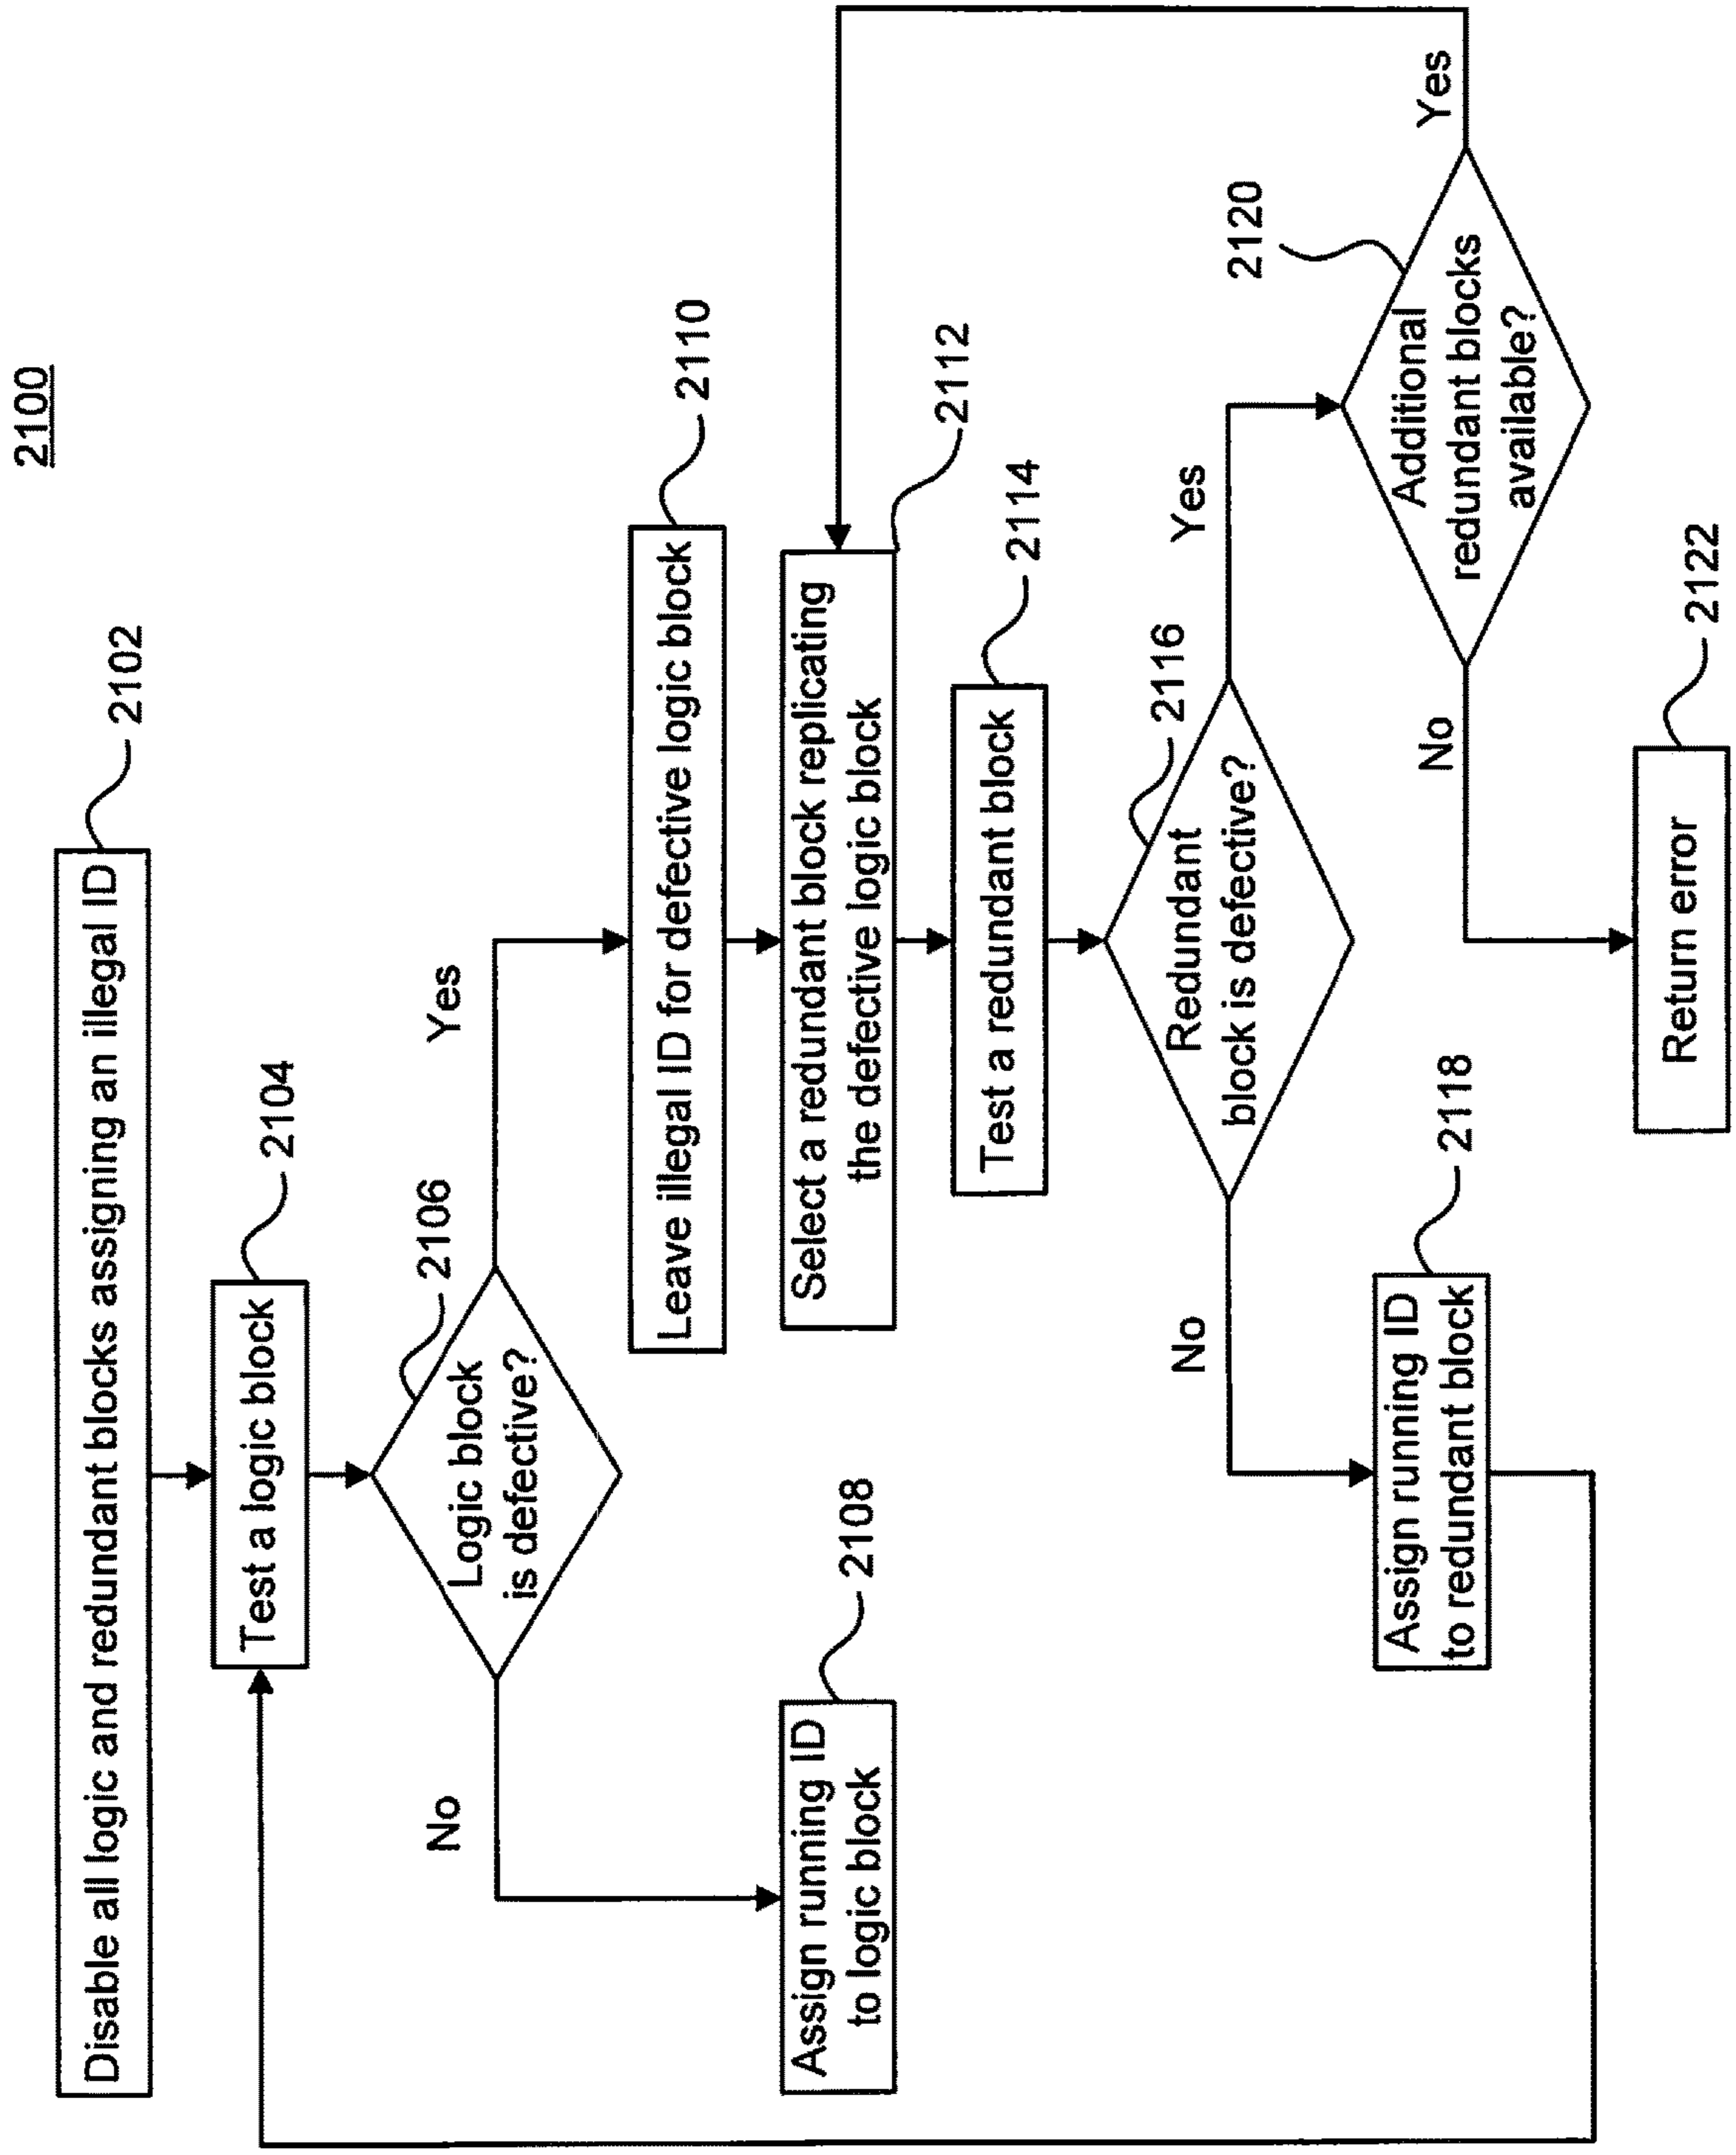 2100
Disable all logic and redundant blocks assigning an illegal ID
2102
Test a logic block
2104
Logic block
is defective?
2106
No
Yes
Assign running ID
to logic block
2108
Leave illegal ID for defective logic block
2110
Select a redundant block replicating
the defective logic block
2112
Test a redundant block
2114
Redundant
block is defective?
2116
No
Yes
Assign running ID
to redundant block
2118
Additional
redundant blocks
available?
2120
No
Yes
Return error
2122